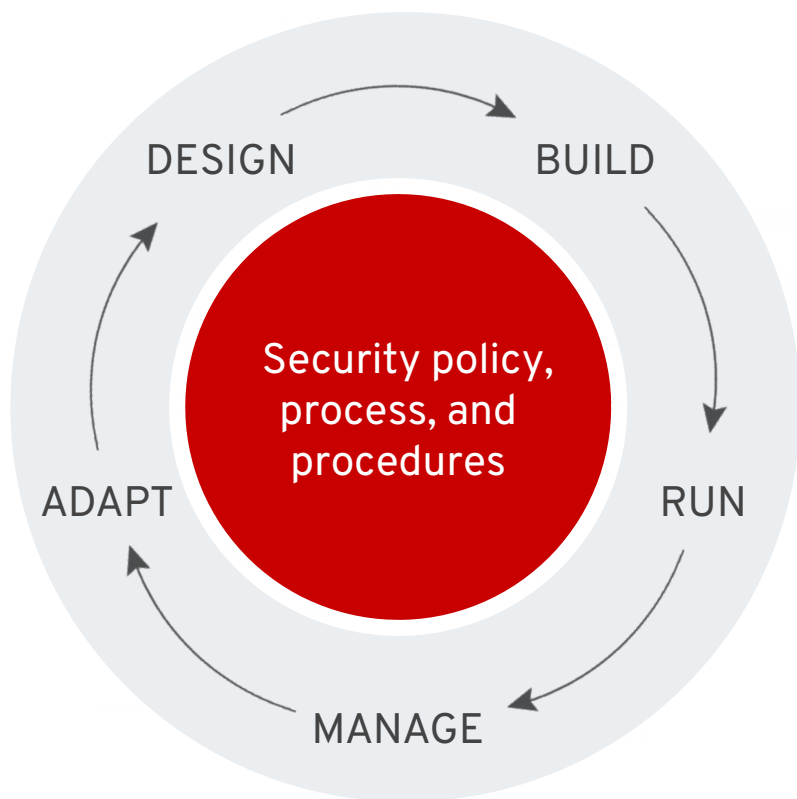 DESIGN
BUILD
Security policy,
process, and
procedures
ADAPT
RUN
MANAGE